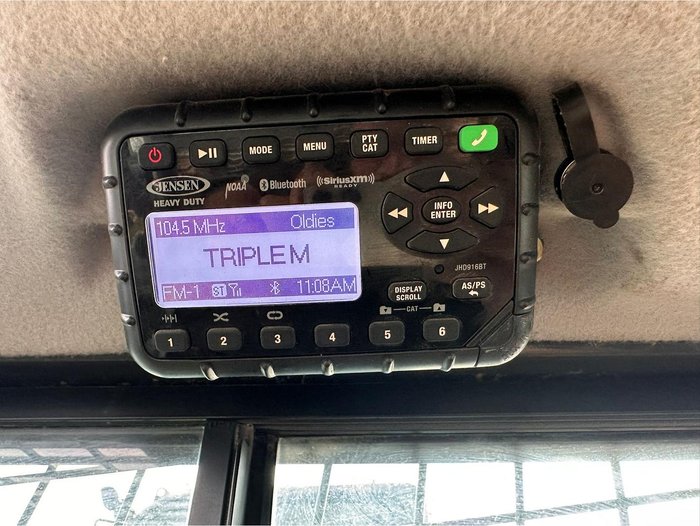 MODE
MENU
PTY
CAT
TIMER
JENSEN
HEAVY DUTY
NOAA
Bluetooth
((SiriusXM))
READY
INFO
ENTER
104.5 MHz Oldies
TRIPLE M
FM-1 ST 11:08AM
JHD916BT
DISPLAY
SCROLL
AS/PS
CAT
1 2 3 4 5 6